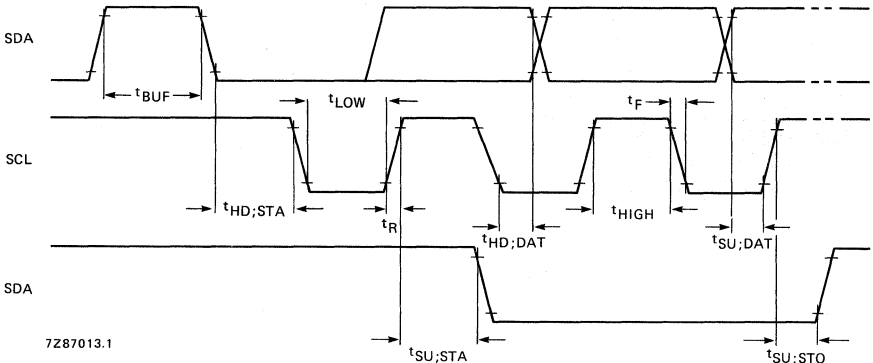 SDA
tBUF
tLOW
tF
SCL
tHD;STA
tR
tHD;DAT
tHIGH
tSU;DAT
SDA
7Z87013.1
tSU;STA
tSU;STO